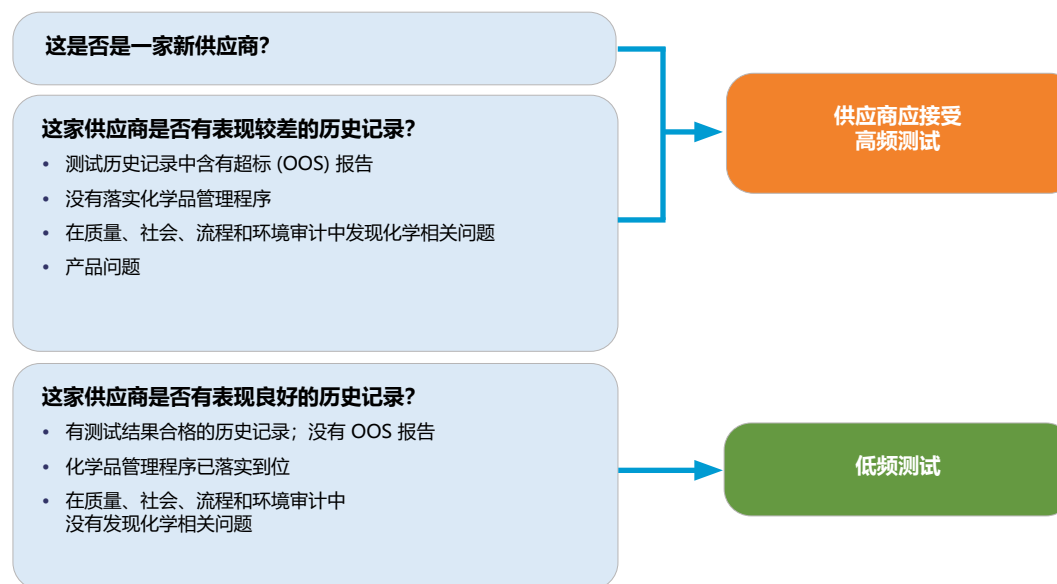 这是否是一家新供应商？
这家供应商是否有表现较差的历史记录？
• 测试历史记录中含有超标 (OOS) 报告
• 没有落实化学品管理程序
• 在质量、社会、流程和环境审计中发现化学相关问题
• 产品问题
供应商应接受
高频测试
这家供应商是否有表现良好的历史记录？
• 有测试结果合格的历史记录；没有 OOS 报告
• 化学品管理程序已落实到位
• 在质量、社会、流程和环境审计中
没有发现化学相关问题
低频测试